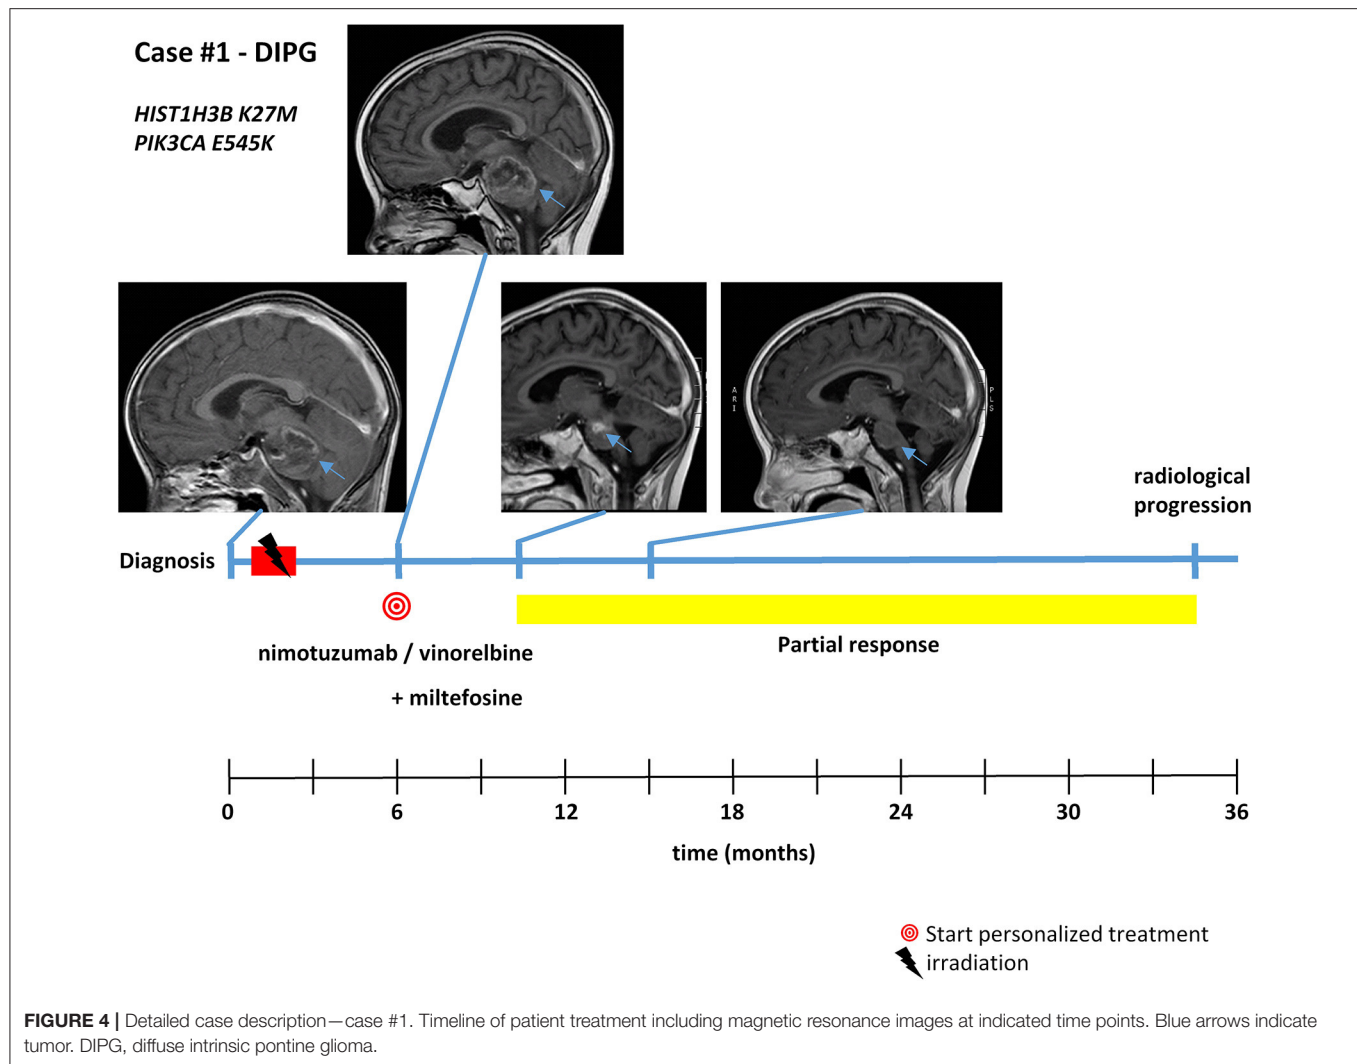 Case #1 - DIPG
HIST1H3B K27M
PIK3CA E545K
A
R
I
P
L
S
radiological
progression
Diagnosis
nimotuzumab / vinorelbine
+ miltefosine
Partial response
0 6 12 18 24 30 36
time (months)
Start personalized treatment
irradiation
FIGURE 4 | Detailed case description—case #1. Timeline of patient treatment including magnetic resonance images at indicated time points. Blue arrows indicate
tumor. DIPG, diffuse intrinsic pontine glioma.